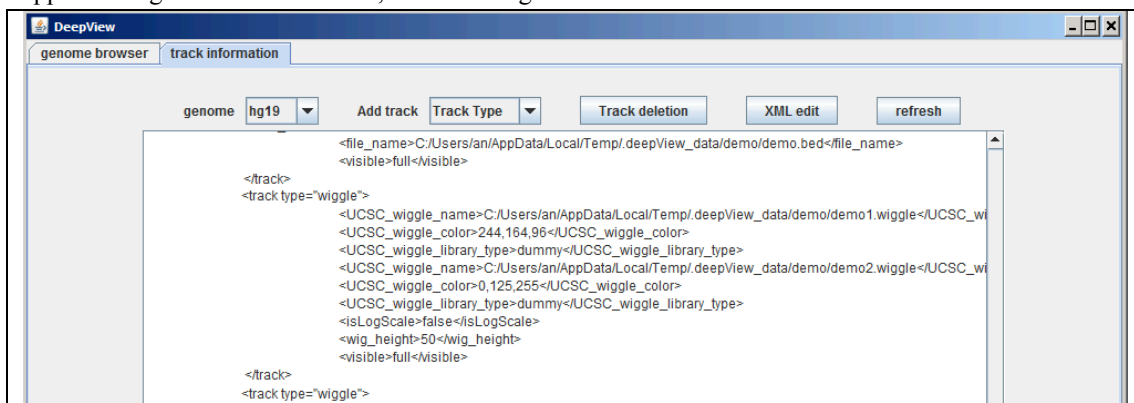 DeepView
genome browser track information
genome hg19 Add track Track Type Track deletion XML edit refresh
<file_name>C:/Users/an/AppData/Local/Temp/.deepView_data/demo/demo.bed</file_name>
<visible>full</visible>
</track>
<track type="wiggle">
<UCSC_wiggle_name>C:/Users/an/AppData/Local/Temp/.deepView_data/demo/demo1.wiggle</UCSC_wi
<UCSC_wiggle_color>244,164,96</UCSC_wiggle_color>
<UCSC_wiggle_library_type>dummy</UCSC_wiggle_library_type>
<UCSC_wiggle_name>C:/Users/an/AppData/Local/Temp/.deepView_data/demo/demo2.wiggle</UCSC_wi
<UCSC_wiggle_color>0,125,255</UCSC_wiggle_color>
<UCSC_wiggle_library_type>dummy</UCSC_wiggle_library_type>
<isLogScale>false</isLogScale>
<wig_height>50</wig_height>
<visible>full</visible>
</track>
<track type="wiggle">